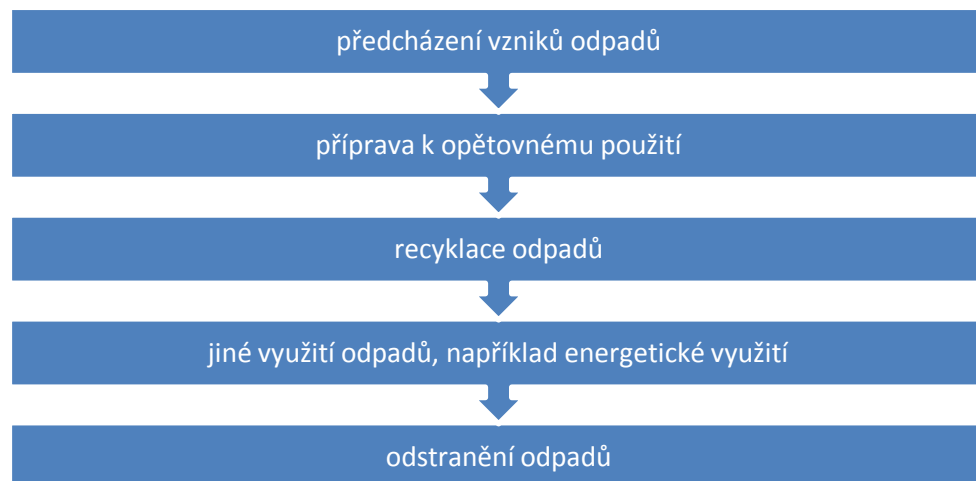 předcházení vzniků odpadů
příprava k opětovnému použití
recyklace odpadů
jiné využití odpadů, například energetické využití
odstranění odpadů